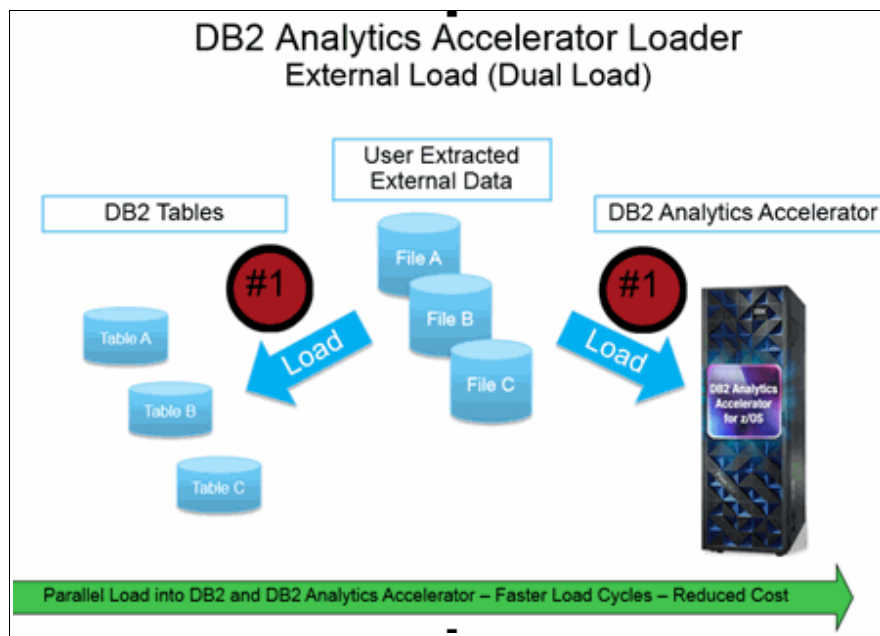 DB2 Analytics Accelerator Loader
External Load (Dual Load)
User Extracted
External Data
DB2 Tables
DB2 Analytics Accelerator
#1
#1
File A
File B
File C
Load
Load
Table A
Table B
Table C
IBM
DB2 Analytics
Accelerator
for z/OS
Parallel Load into DB2 and DB2 Analytics Accelerator – Faster Load Cycles – Reduced Cost